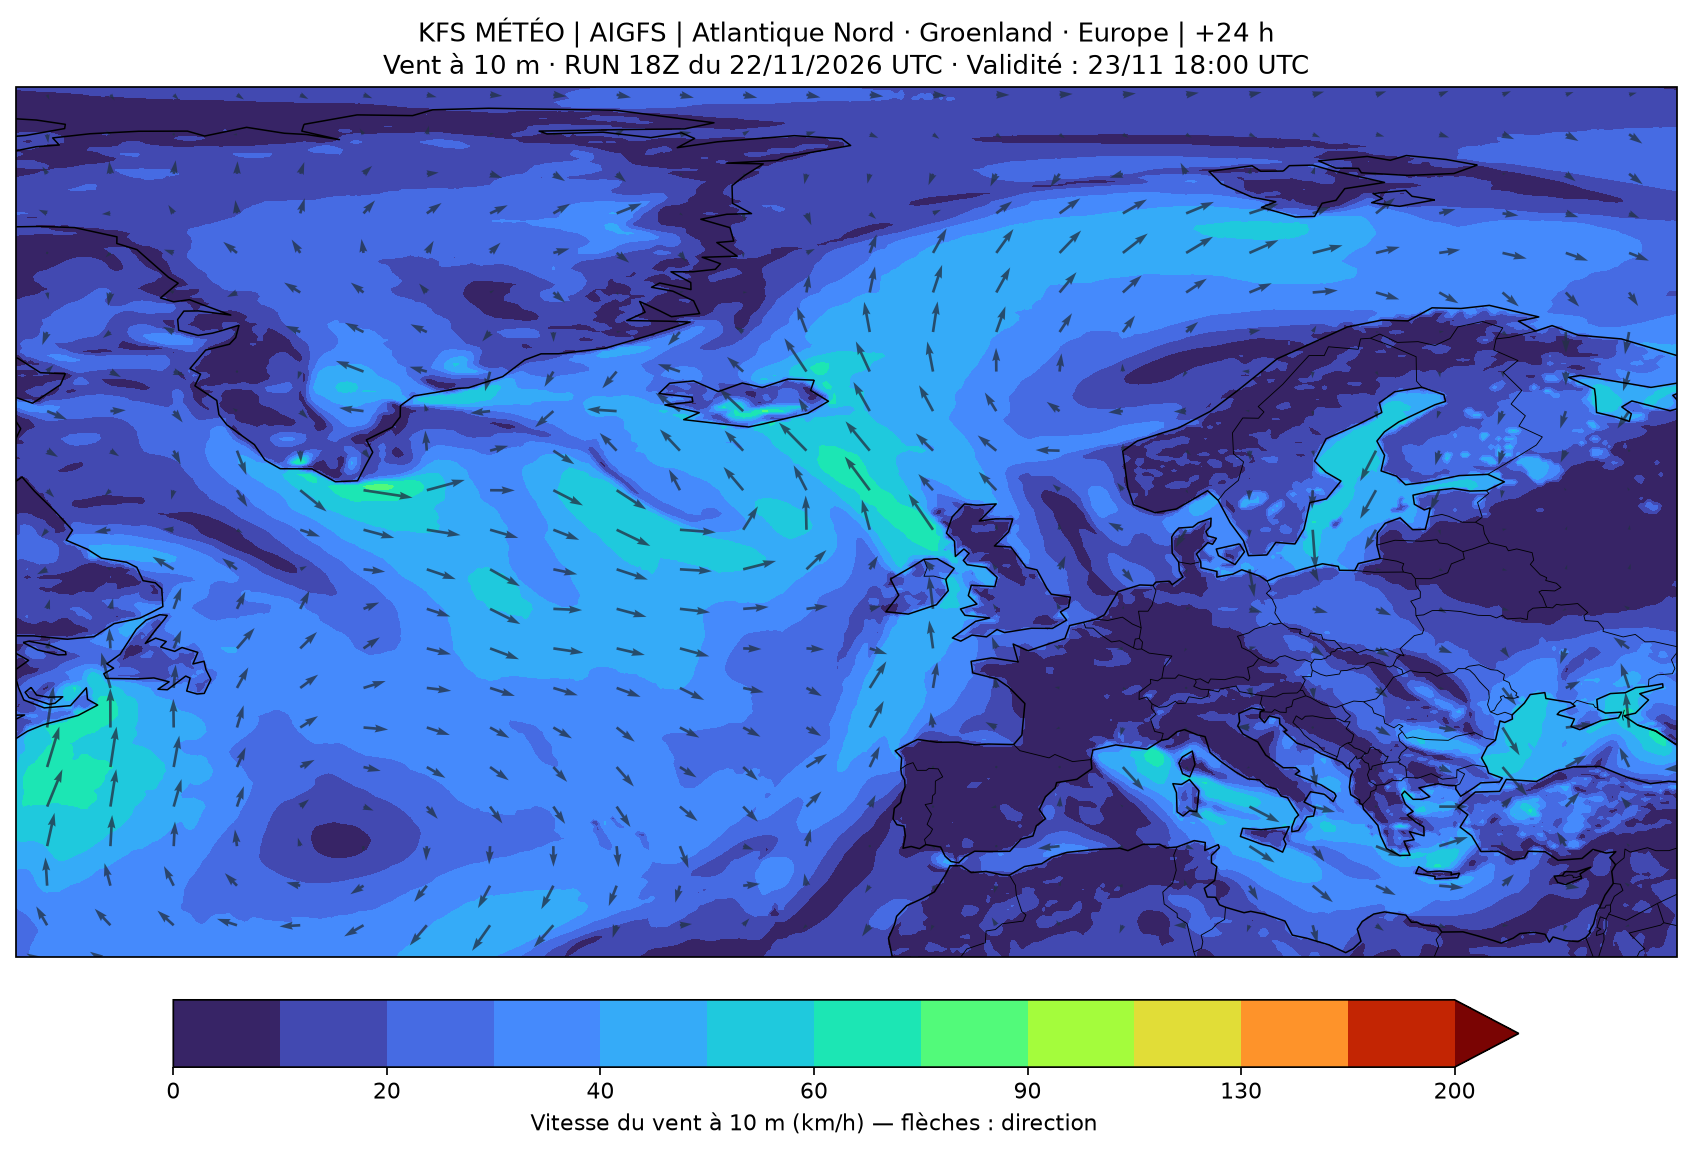 KFS MÉTÉO | AIGFS | Atlantique Nord · Groenland · Europe | +24 h
Vent à 10 m · RUN 18Z du 22/11/2026 UTC · Validité : 23/11 18:00 UTC
0 20 40 60 90 130 200
Vitesse du vent à 10 m (km/h) — flèches : direction